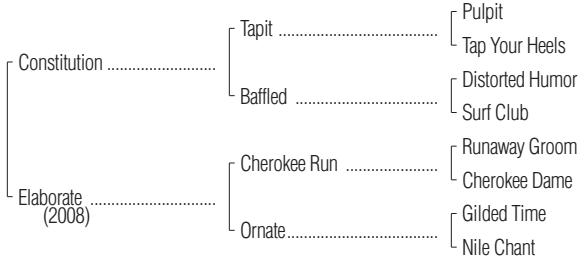 Pulpit
Tapit ................................
Tap Your Heels
Constitution ........................
Distorted Humor
Baffled ..............................
Surf Club
Runaway Groom
Cherokee Run ....................
Cherokee Dame
Elaborate ...........................
(2008)
Gilded Time
Ornate................................
Nile Chant